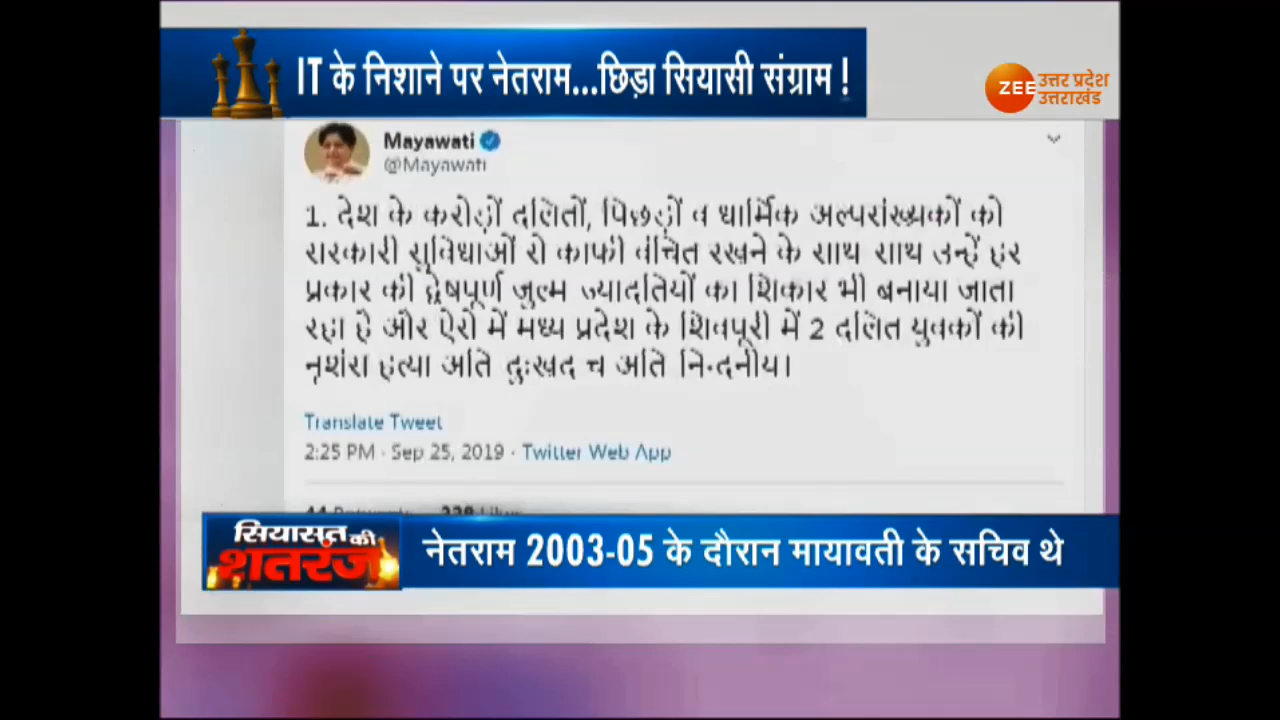 IT के निशाने पर नेतराम...छिड़ा सियासी संग्राम !
ZEE उत्तर प्रदेश
उत्तराखंड
Mayawati
@Mayawati
1. देश के करोड़ों दलितों, पिछड़ों व धार्मिक अल्पसंख्यकों को
सरकारी सुविधाओं से काफी वंचित रखने के साथ साथ उन्हें हर
प्रकार की द्वेषपूर्ण जुल्म ज्यादतियों का शिकार भी बनाया जाता
रहा है और ऐसे में मध्य प्रदेश के शिवपुरी में 2 दलित युवकों की
नृशंस हत्या अति दुःखद व अति निन्दनीय।
Translate Tweet
2:25 PM · Sep 25, 2019 · Twitter Web App
सियासत की
शतरंज
नेतराम 2003-05 के दौरान मायावती के सचिव थे